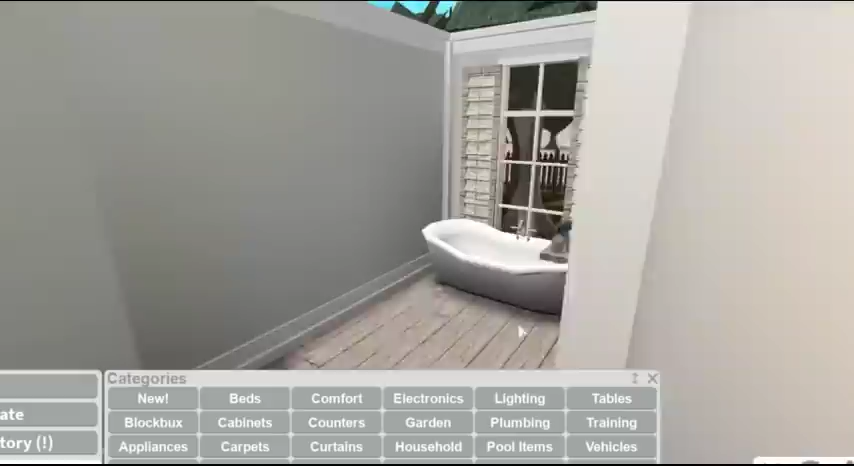 Categories
New! Beds Comfort Electronics Lighting Tables
ate Blockbux Cabinets Counters Garden Plumbing Training
tory (!) Appliances Carpets Curtains Household Pool Items Vehicles